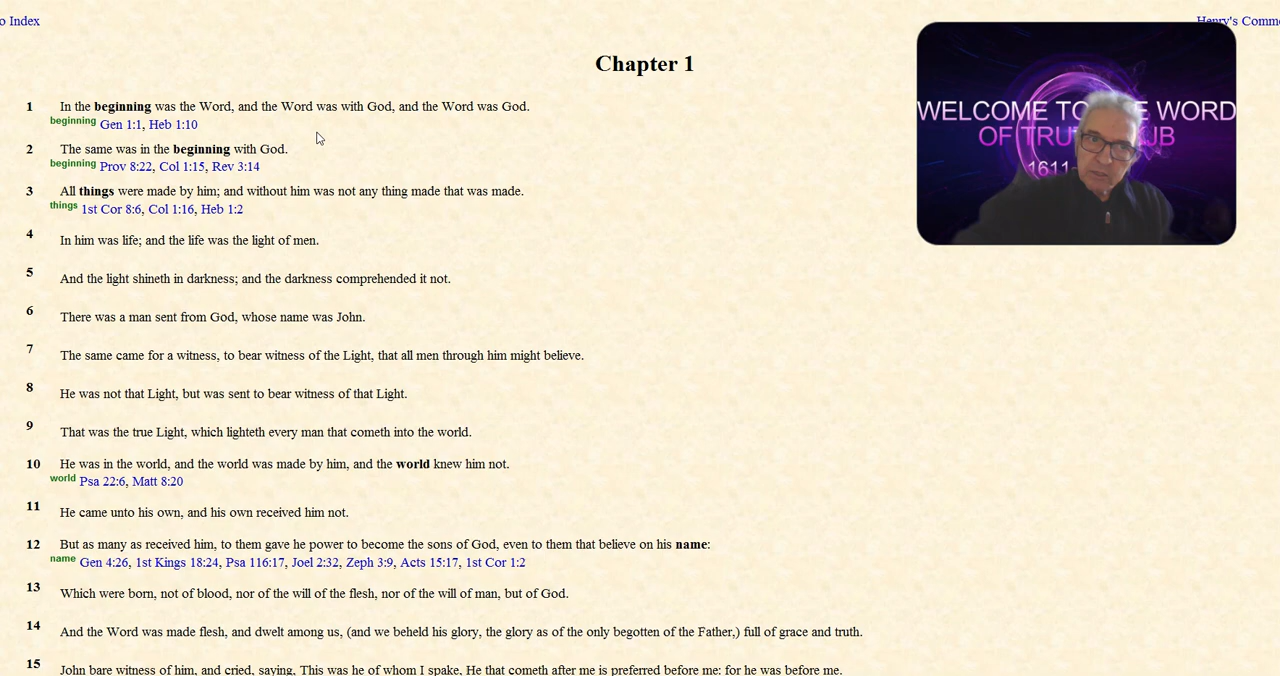 o Index
Henry's Comme
Chapter 1
1 In the beginning was the Word, and the Word was with God, and the Word was God.
beginning Gen 1:1, Heb 1:10
2 The same was in the beginning with God.
beginning Prov 8:22, Col 1:15, Rev 3:14
3 All things were made by him; and without him was not any thing made that was made.
things 1st Cor 8:6, Col 1:16, Heb 1:2
4 In him was life; and the life was the light of men.
5 And the light shineth in darkness; and the darkness comprehended it not.
6 There was a man sent from God, whose name was John.
7 The same came for a witness, to bear witness of the Light, that all men through him might believe.
8 He was not that Light, but was sent to bear witness of that Light.
9 That was the true Light, which lighteth every man that cometh into the world.
10 He was in the world, and the world was made by him, and the world knew him not.
world Psa 22:6, Matt 8:20
11 He came unto his own, and his own received him not.
12 But as many as received him, to them gave he power to become the sons of God, even to them that believe on his name:
name Gen 4:26, 1st Kings 18:24, Psa 116:17, Joel 2:32, Zeph 3:9, Acts 15:17, 1st Cor 1:2
13 Which were born, not of blood, nor of the will of the flesh, nor of the will of man, but of God.
14 And the Word was made flesh, and dwelt among us, (and we beheld his glory, the glory as of the only begotten of the Father,) full of grace and truth.
15 John bare witness of him, and cried, saying, This was he of whom I spake, He that cometh after me is preferred before me: for he was before me.
WELCOME TO E WORD
OF TRU UB
1611-